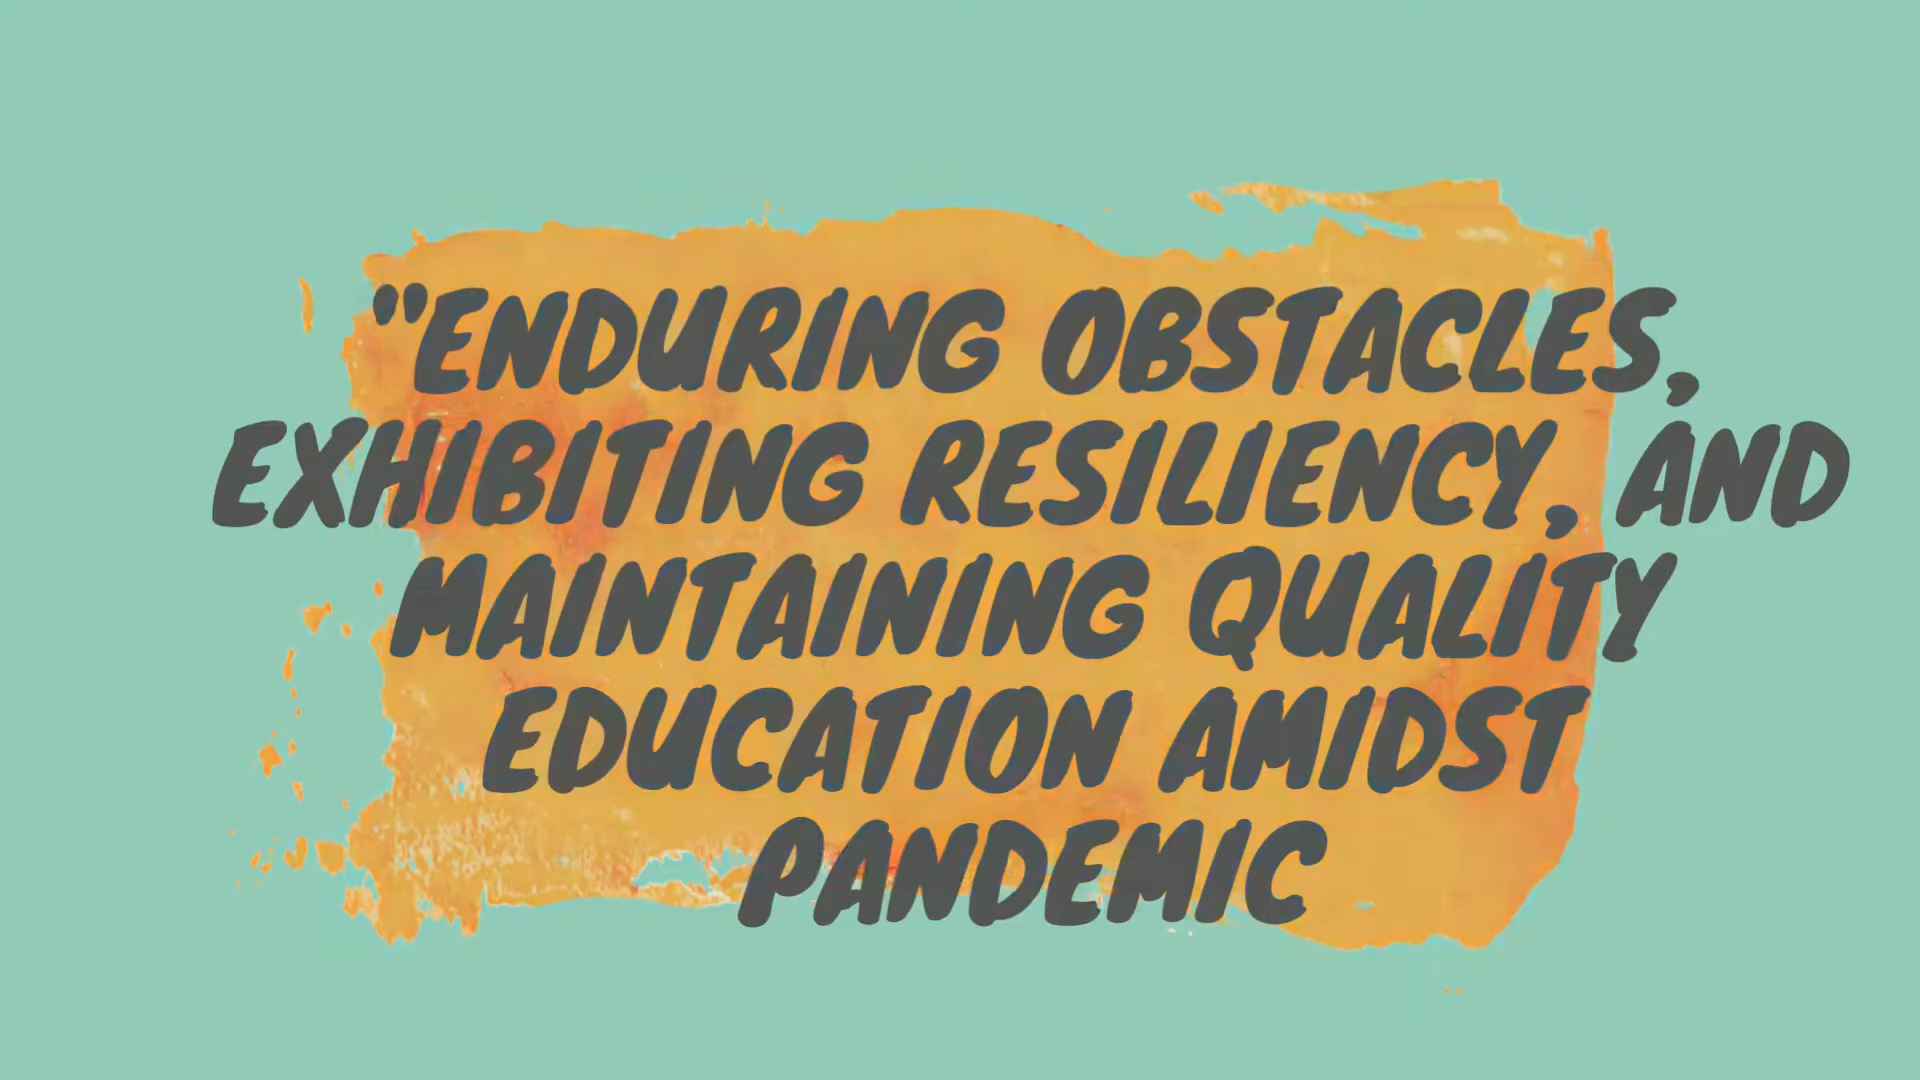 "ENDURING OBSTACLES,
EXHIBITING RESILIENCY, AND
MAINTAINING QUALITY
EDUCATION AMIDST
PANDEMIC